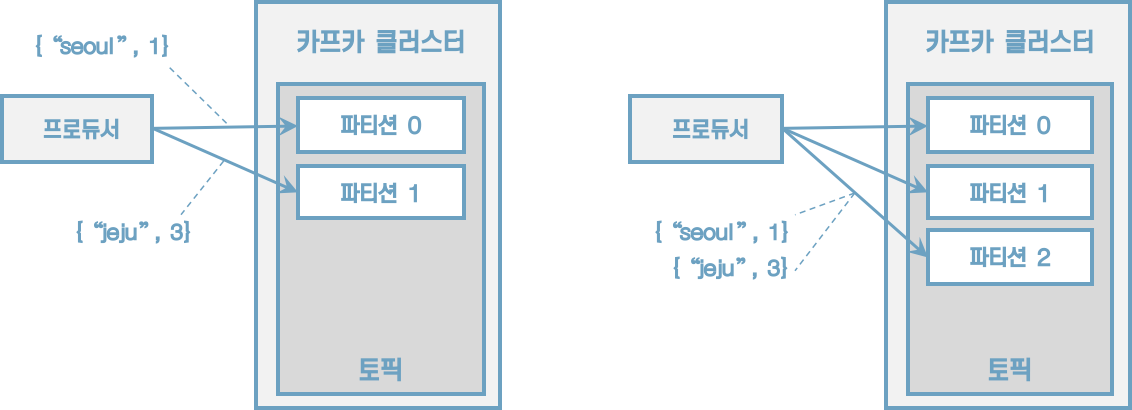 { “seoul”, 1}
카프카 클러스터
프로듀서
파티션 0
파티션 1
{ “jeju”, 3}
토픽
카프카 클러스터
프로듀서
파티션 0
파티션 1
{ “seoul”, 1}
{ “jeju”, 3}
파티션 2
토픽